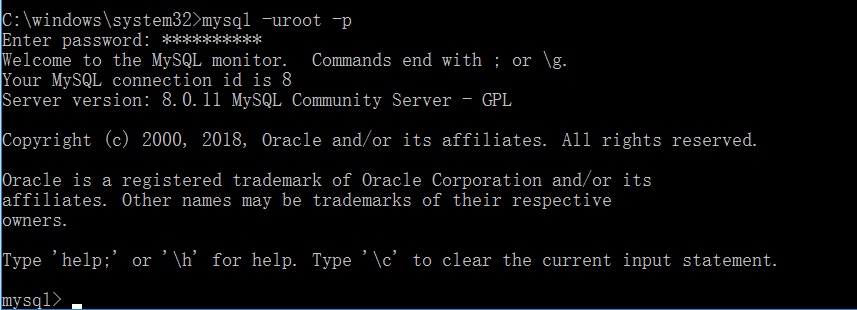 C:\windows\system32>mysql -uroot -p
Enter password: **********
Welcome to the MySQL monitor.  Commands end with ; or \g.
Your MySQL connection id is 8
Server version: 8.0.11 MySQL Community Server - GPL
Copyright (c) 2000, 2018, Oracle and/or its affiliates. All rights reserved.
Oracle is a registered trademark of Oracle Corporation and/or its
affiliates. Other names may be trademarks of their respective
owners.
Type 'help;' or '\h' for help. Type '\c' to clear the current input statement.
mysql>